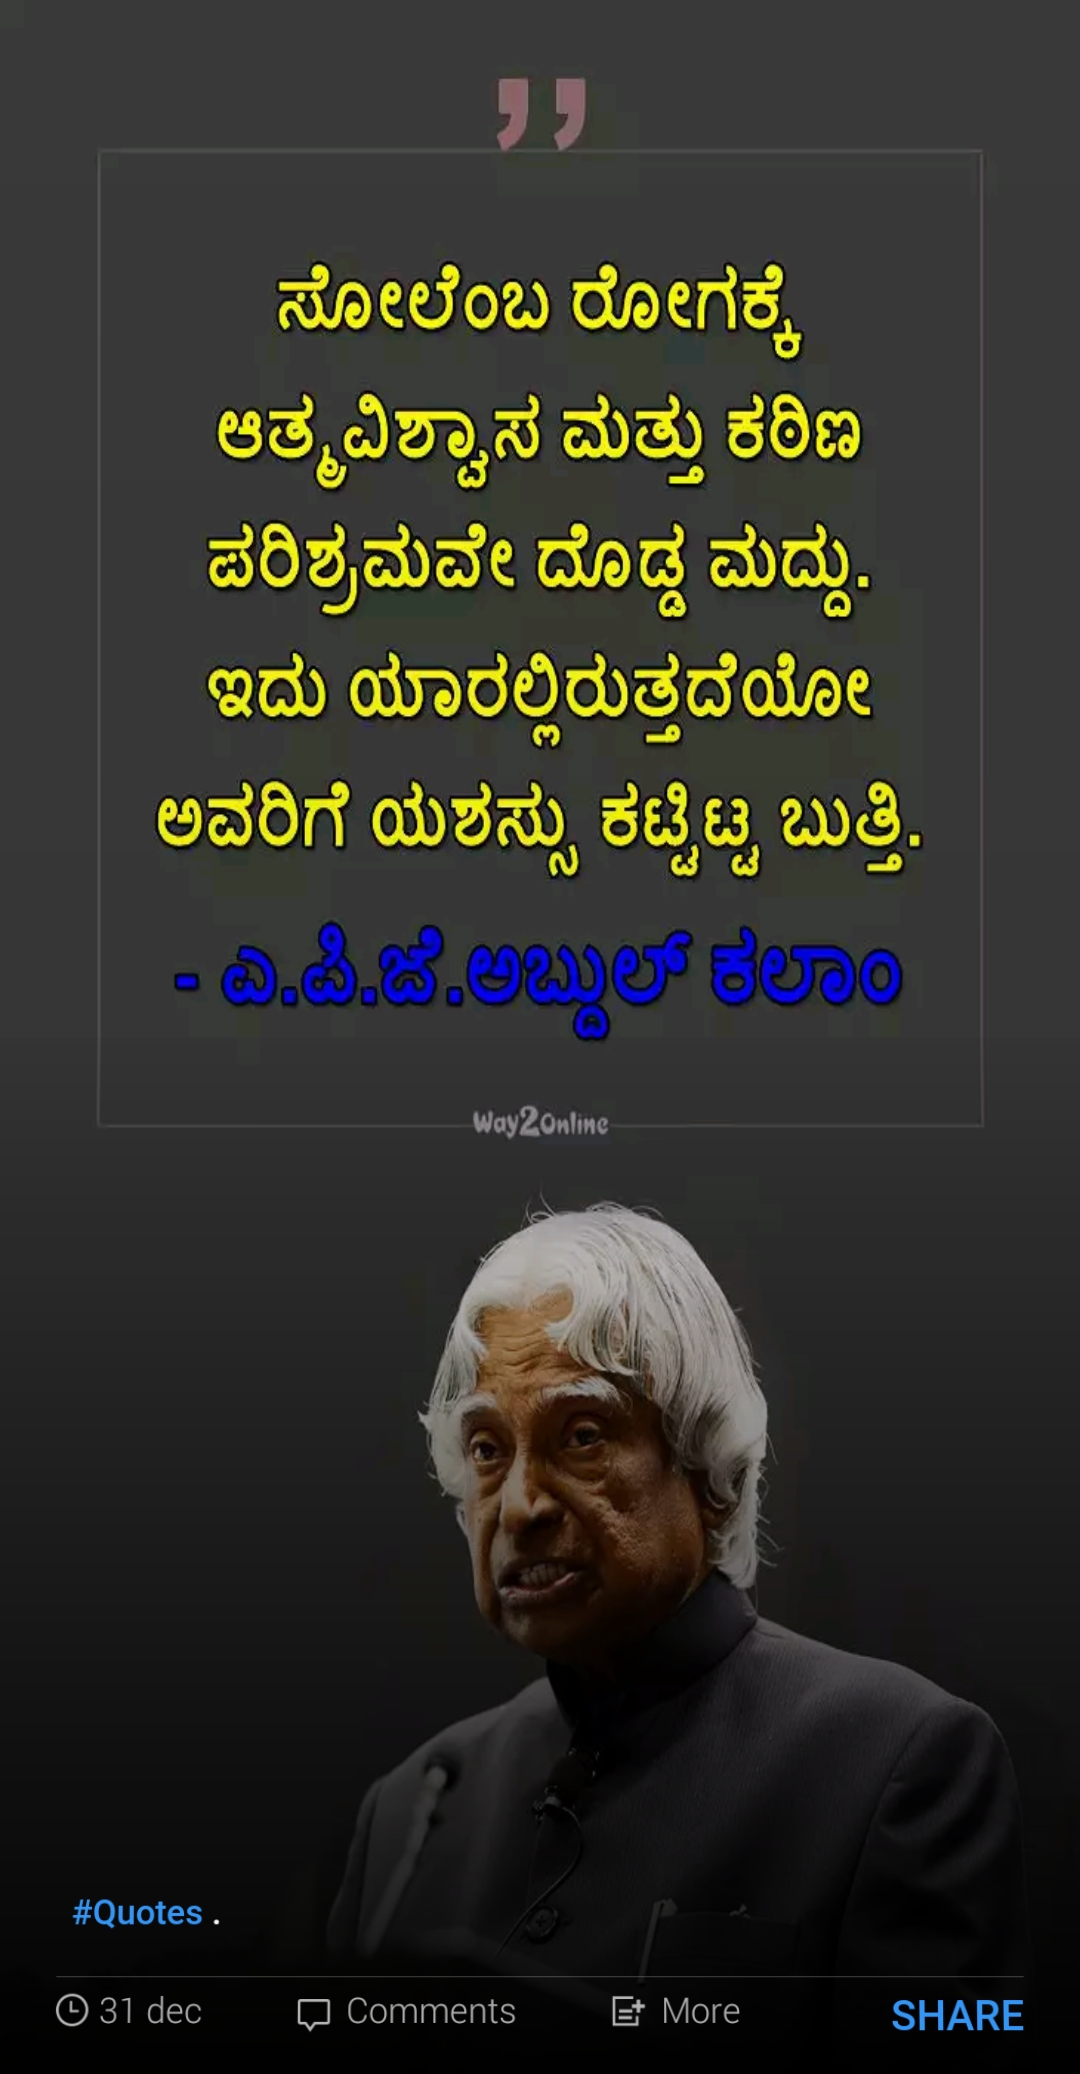 ”
ಸೋಲೆಂಬ ರೋಗಕ್ಕೆ
ಆತ್ಮವಿಶ್ವಾಸ ಮತ್ತು ಕಠಿಣ
ಪರಿಶ್ರಮವೇ ದೊಡ್ಡ ಮದ್ದು.
ಇದು ಯಾರಲ್ಲಿರುತ್ತದೆಯೋ
ಅವರಿಗೆ ಯಶಸ್ಸು ಕಟ್ಟಿಟ್ಟ ಬುತ್ತಿ.
- ಎ.ಪಿ.ಜೆ.ಅಬ್ದುಲ್ ಕಲಾಂ
Way2Online
#Quotes .
31 dec Comments More SHARE